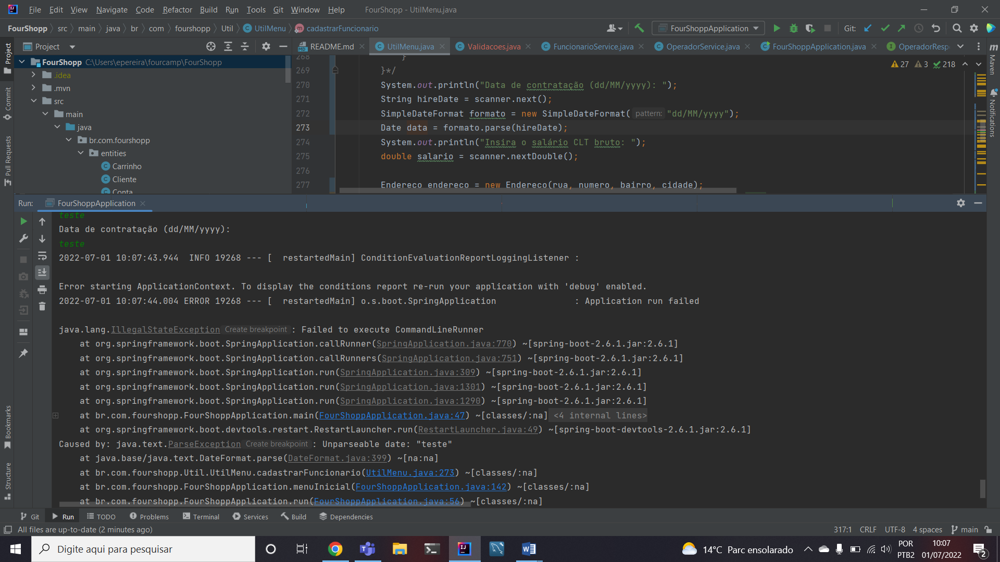 File Edit View Navigate Code Refactor Build Run Tools Git Window Help FourShopp - UtilMenu.java
FourShopp src main java br com fourshopp Util UtilMenu cadastrarFuncionario FourShoppApplication Git:
Project README.md UtilMenu.java Validacoes.java FuncionarioService.java OperadorService.java FourShoppApplication.java OperadorResp
FourShopp C:\Users\epereira\fourcamp\FourShopp
.idea
.mvn
src
main
java
br.com.fourshopp
entities
Carrinho
Cliente
Conta
27 3 218
268 }
269 }*/
270 System.out.println("Data de contratação (dd/MM/yyyy): ");
271 String hireDate = scanner.next();
272 SimpleDateFormat formato = new SimpleDateFormat( pattern: "dd/MM/yyyy");
273 Date data = formato.parse(hireDate);
274 System.out.println("Insira o salário CLT bruto: ");
275 double salario = scanner.nextDouble();
276
277 Endereco endereco = new Endereco(rua, numero, bairro, cidade);
Project
Commit
Pull Requests
Bookmarks
Structure
Maven
Notifications
Run: FourShoppApplication
teste
Data de contratação (dd/MM/yyyy):
teste
2022-07-01 10:07:43.944  INFO 19268 --- [  restartedMain] ConditionEvaluationReportLoggingListener :
Error starting ApplicationContext. To display the conditions report re-run your application with 'debug' enabled.
2022-07-01 10:07:44.004 ERROR 19268 --- [  restartedMain] o.s.boot.SpringApplication               : Application run failed
java.lang.IllegalStateException Create breakpoint : Failed to execute CommandLineRunner
at org.springframework.boot.SpringApplication.callRunner(SpringApplication.java:770) ~[spring-boot-2.6.1.jar:2.6.1]
at org.springframework.boot.SpringApplication.callRunners(SpringApplication.java:751) ~[spring-boot-2.6.1.jar:2.6.1]
at org.springframework.boot.SpringApplication.run(SpringApplication.java:309) ~[spring-boot-2.6.1.jar:2.6.1]
at org.springframework.boot.SpringApplication.run(SpringApplication.java:1301) ~[spring-boot-2.6.1.jar:2.6.1]
at org.springframework.boot.SpringApplication.run(SpringApplication.java:1290) ~[spring-boot-2.6.1.jar:2.6.1]
at br.com.fourshopp.FourShoppApplication.main(FourShoppApplication.java:47) ~[classes/:na] <4 internal lines>
at org.springframework.boot.devtools.restart.RestartLauncher.run(RestartLauncher.java:49) ~[spring-boot-devtools-2.6.1.jar:2.6.1]
Caused by: java.text.ParseException Create breakpoint : Unparseable date: "teste"
at java.base/java.text.DateFormat.parse(DateFormat.java:399) ~[na:na]
at br.com.fourshopp.Util.UtilMenu.cadastrarFuncionario(UtilMenu.java:273) ~[classes/:na]
at br.com.fourshopp.FourShoppApplication.menuInicial(FourShoppApplication.java:142) ~[classes/:na]
at br.com.fourshopp.FourShoppApplication.run(FourShoppApplication.java:56) ~[classes/:na]
Git Run TODO Problems Terminal Services Build Dependencies
All files are up-to-date (2 minutes ago) 317:1 CRLF UTF-8 4 spaces main
Digite aqui para pesquisar 14°C Parc ensolarado POR PTB2 10:07 01/07/2022 2